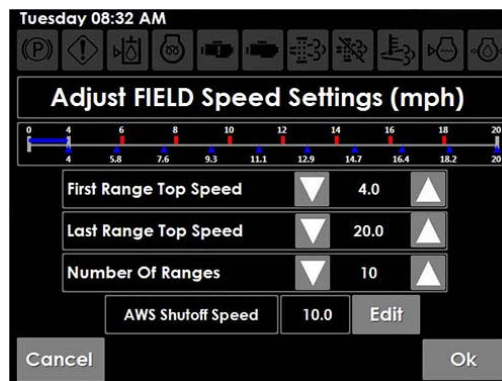 Tuesday 08:32 AM
(P)
Adjust FIELD Speed Settings (mph)
0 4 6 8 10 12 14 16 18 20
4 5.8 7.6 9.3 11.1 12.9 14.7 16.4 18.2 20
First Range Top Speed 4.0
Last Range Top Speed 20.0
Number Of Ranges 10
AWS Shutoff Speed 10.0 Edit
Cancel Ok